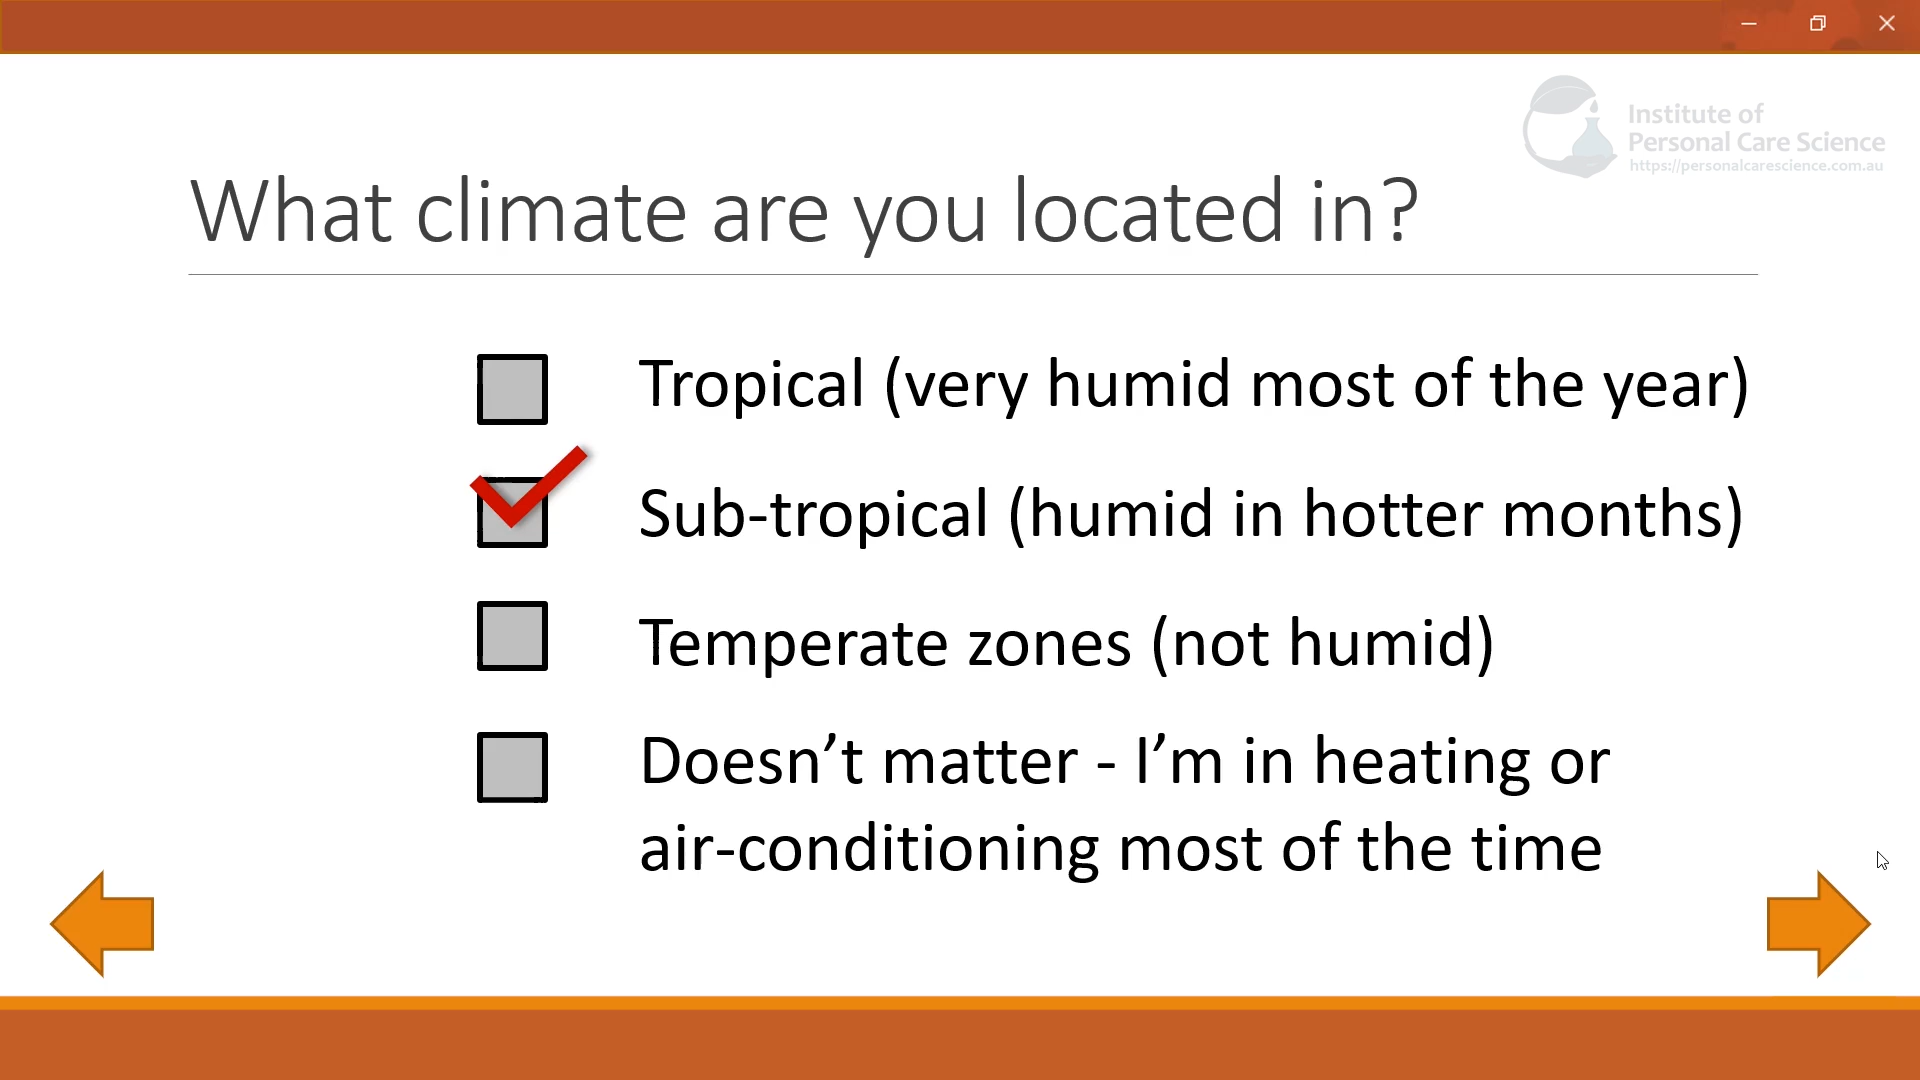 Institute of
Personal Care Science
https://personalcarescience.com.au
What climate are you located in?
Tropical (very humid most of the year)
Sub-tropical (humid in hotter months)
Temperate zones (not humid)
Doesn’t matter - I’m in heating or
air-conditioning most of the time